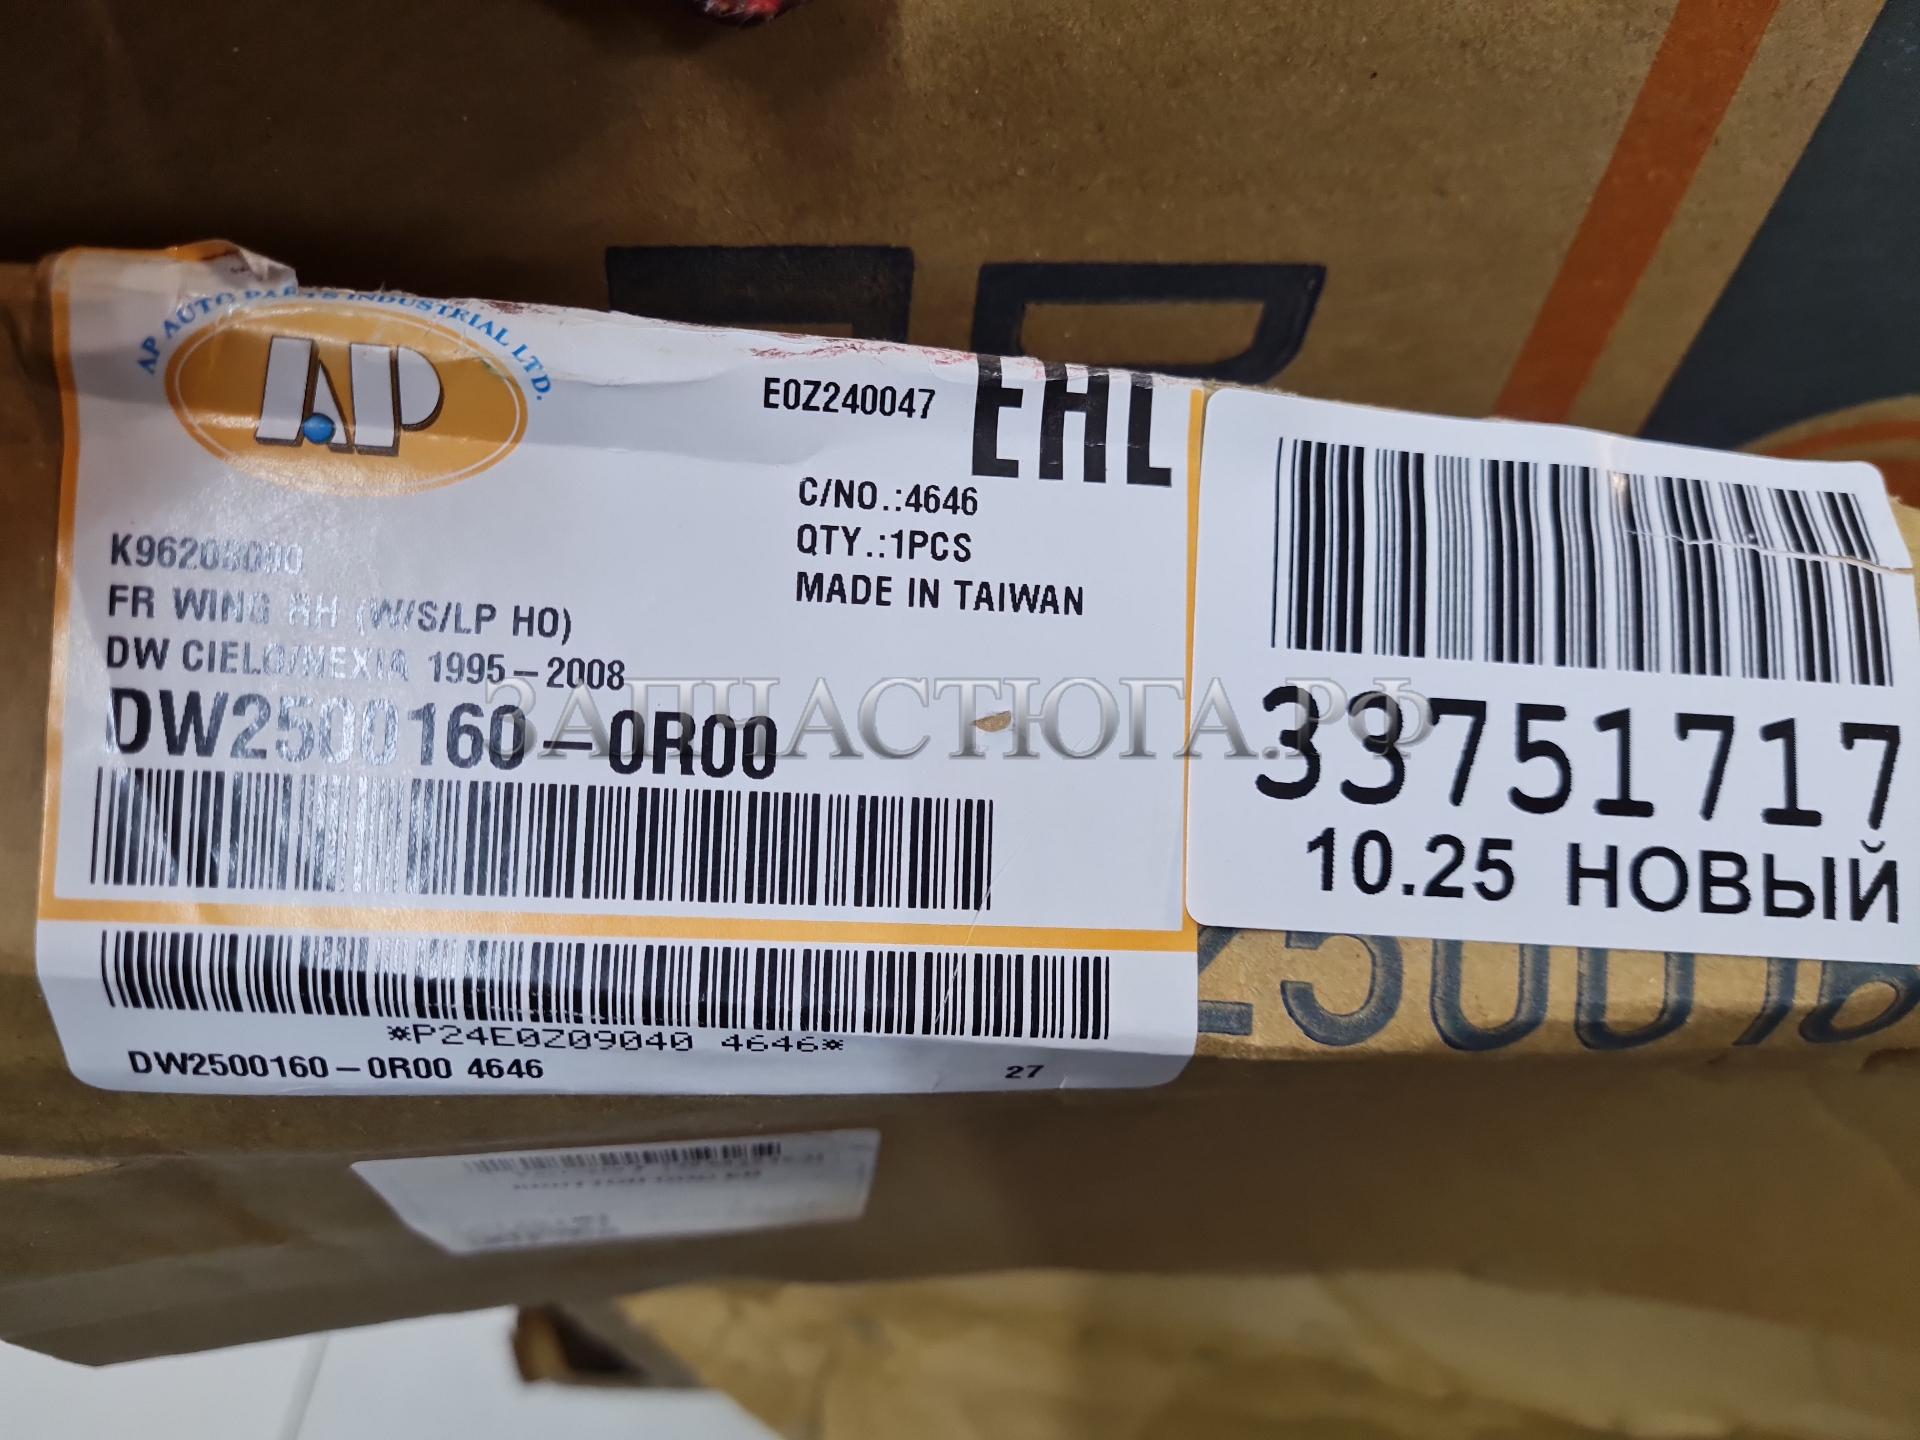 AP AUTO PARTS INDUSTRIAL LTD.
AP
E0Z240047
EAC
C/NO.:4646
QTY.:1PCS
MADE IN TAIWAN
FR WING RH (W/S/LP HO)
DW CIELO/NEXIA 1995-2008
DW2500160-0R00
*P24E0Z09040 4646*
DW2500160-0R00 4646
27
33751717
10.25 НОВЫЙ
250016
ЗАПЧАСТЮГА.РФ